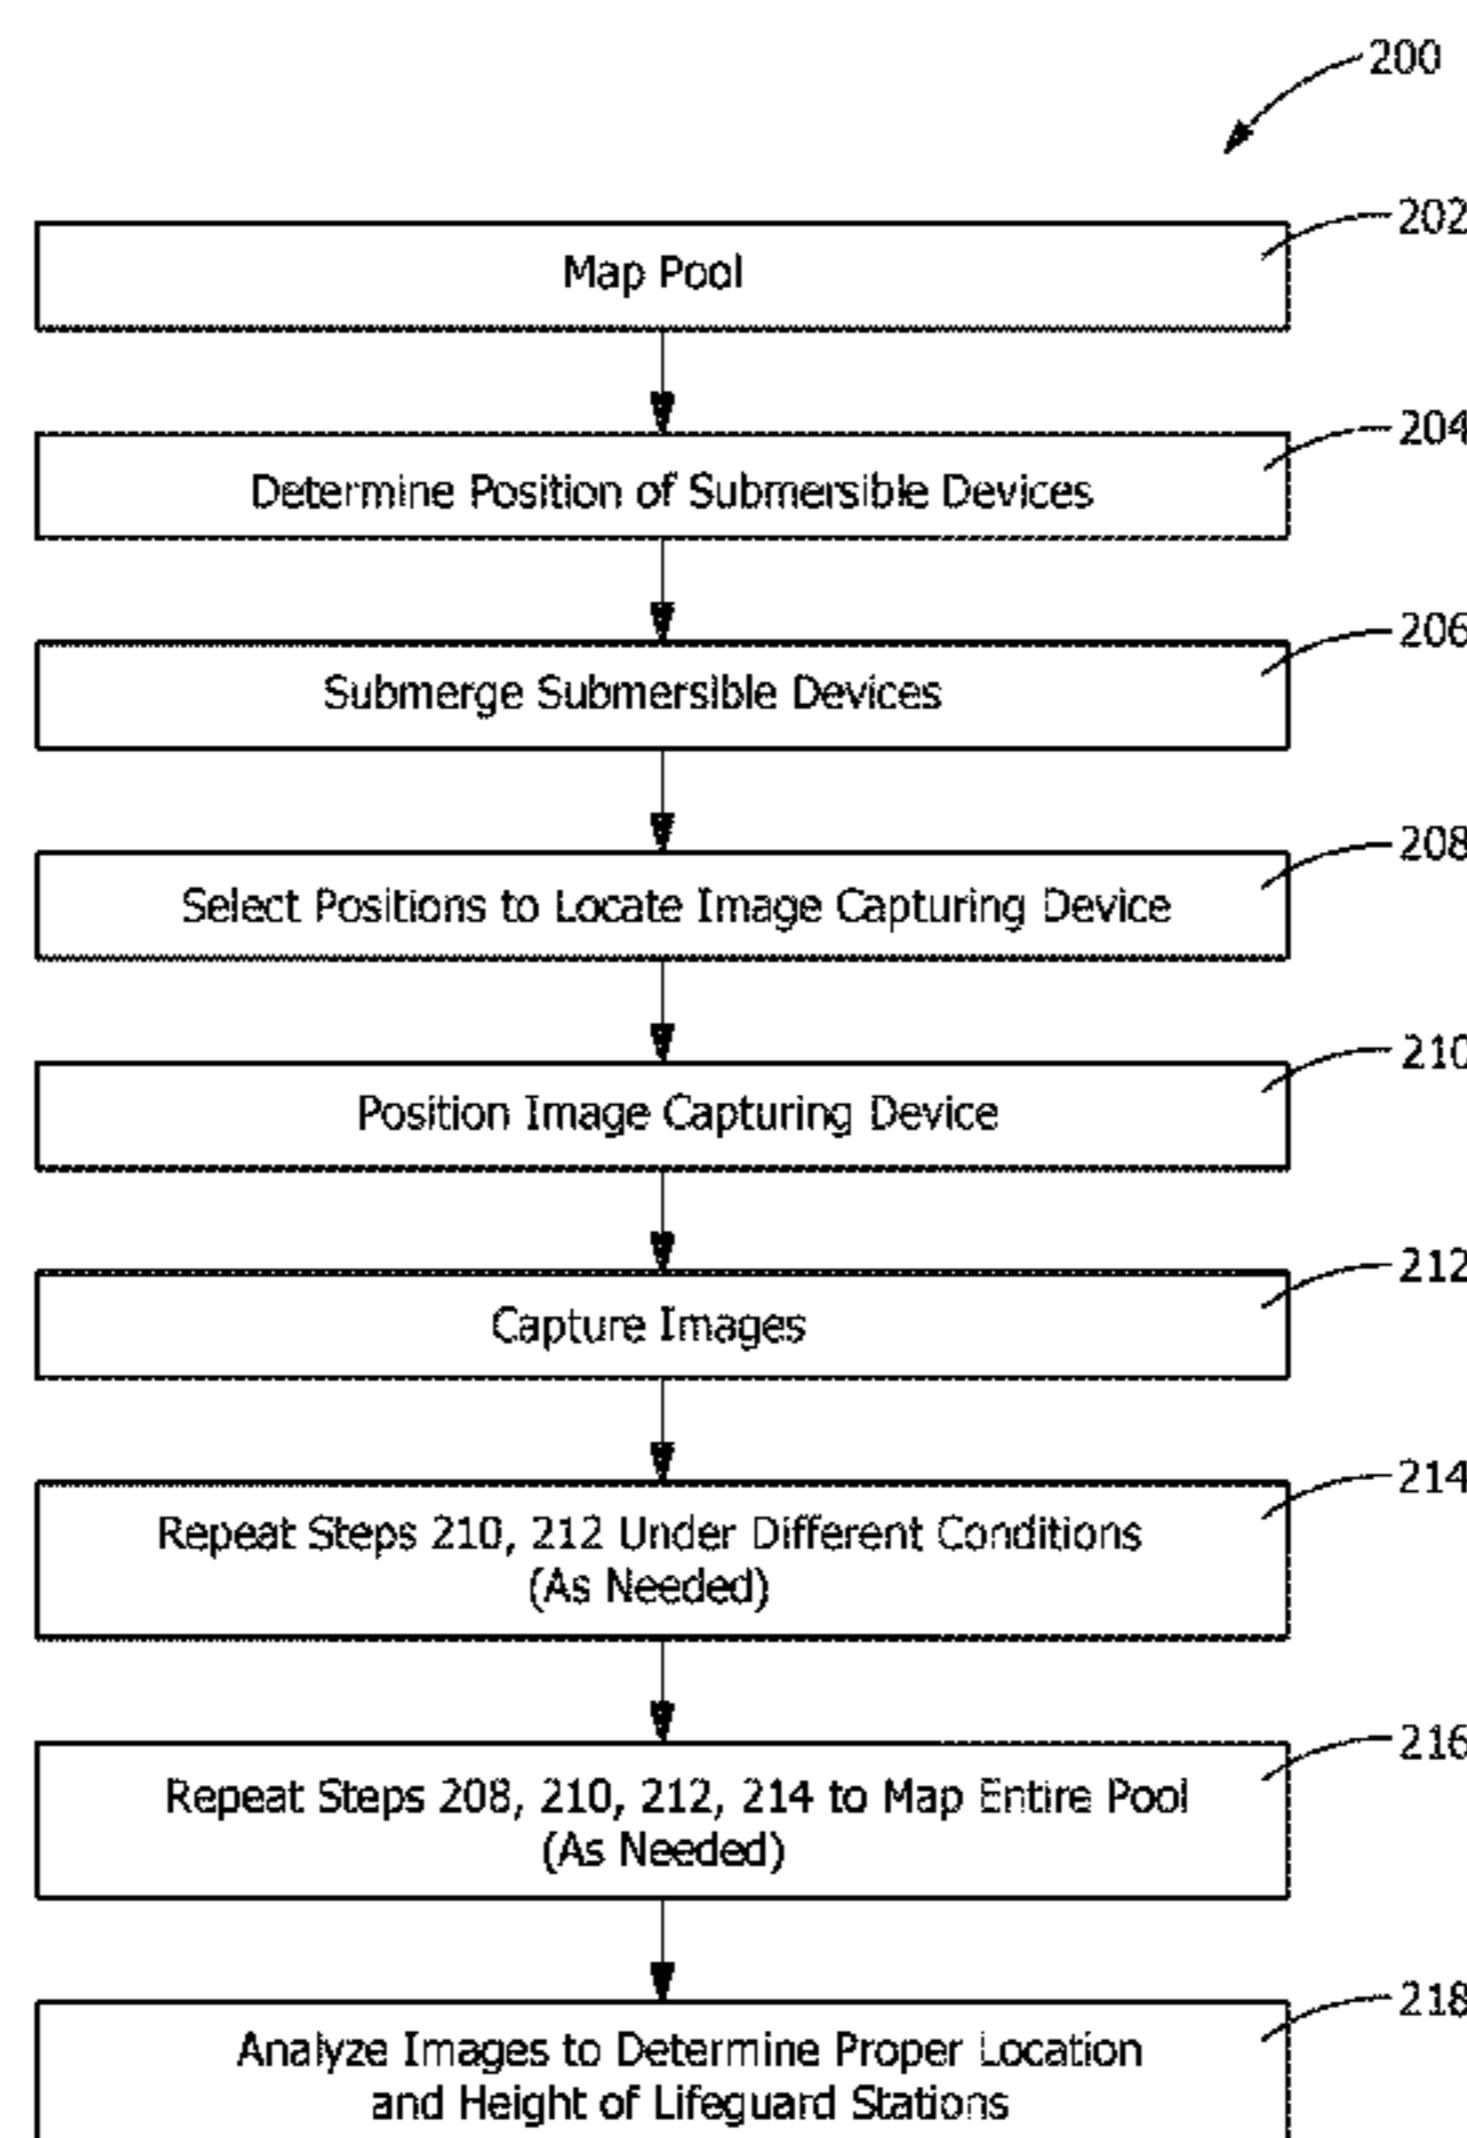 200
202
Map Pool
204
Determine Position of Submersible Devices
206
Submerge Submersible Devices
208
Select Positions to Locate Image Capturing Device
210
Position Image Capturing Device
212
Capture Images
214
Repeat Steps 210, 212 Under Different Conditions
(As Needed)
216
Repeat Steps 208, 210, 212, 214 to Map Entire Pool
(As Needed)
218
Analyze Images to Determine Proper Location
and Height of Lifeguard Stations